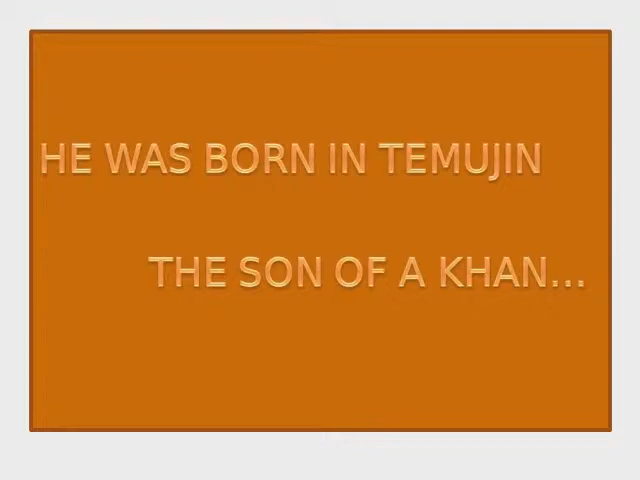 HE WAS BORN IN TEMUJIN
THE SON OF A KHAN...